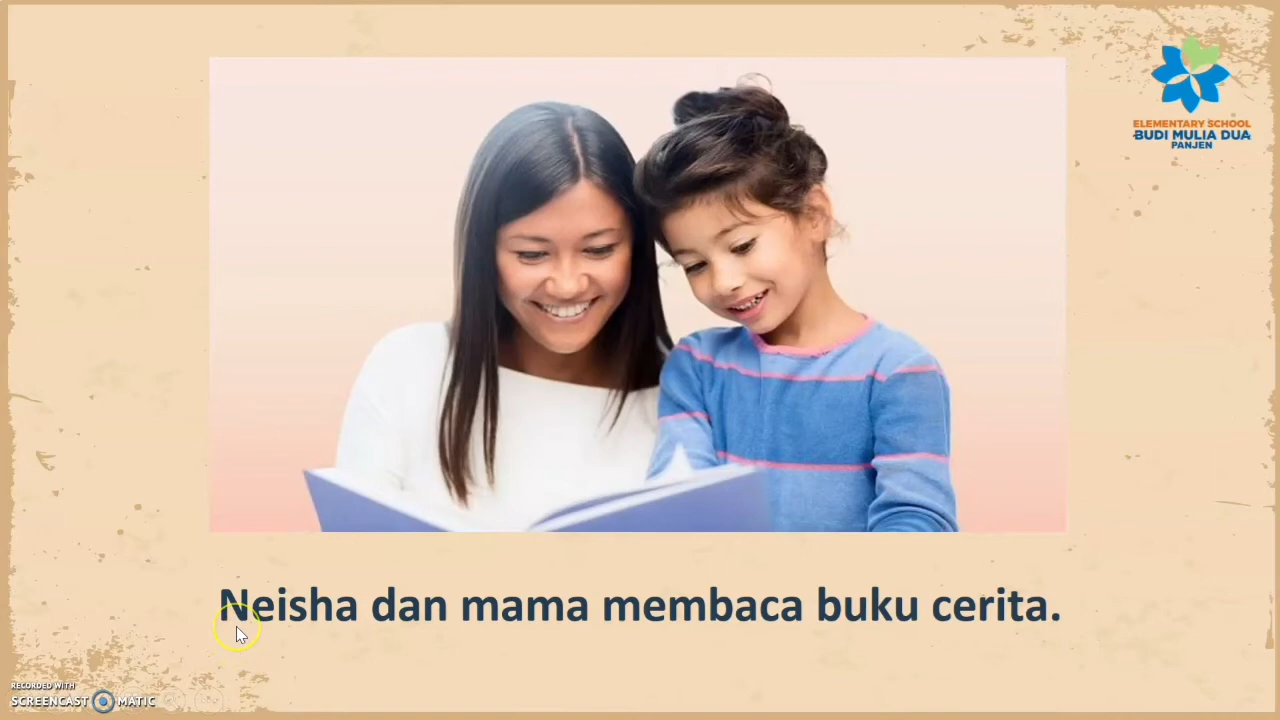 ELEMENTARY SCHOOL
BUDI MULIA DUA
PANJEN
Neisha dan mama membaca buku cerita.
RECORDED WITH
SCREENCAST MATIC